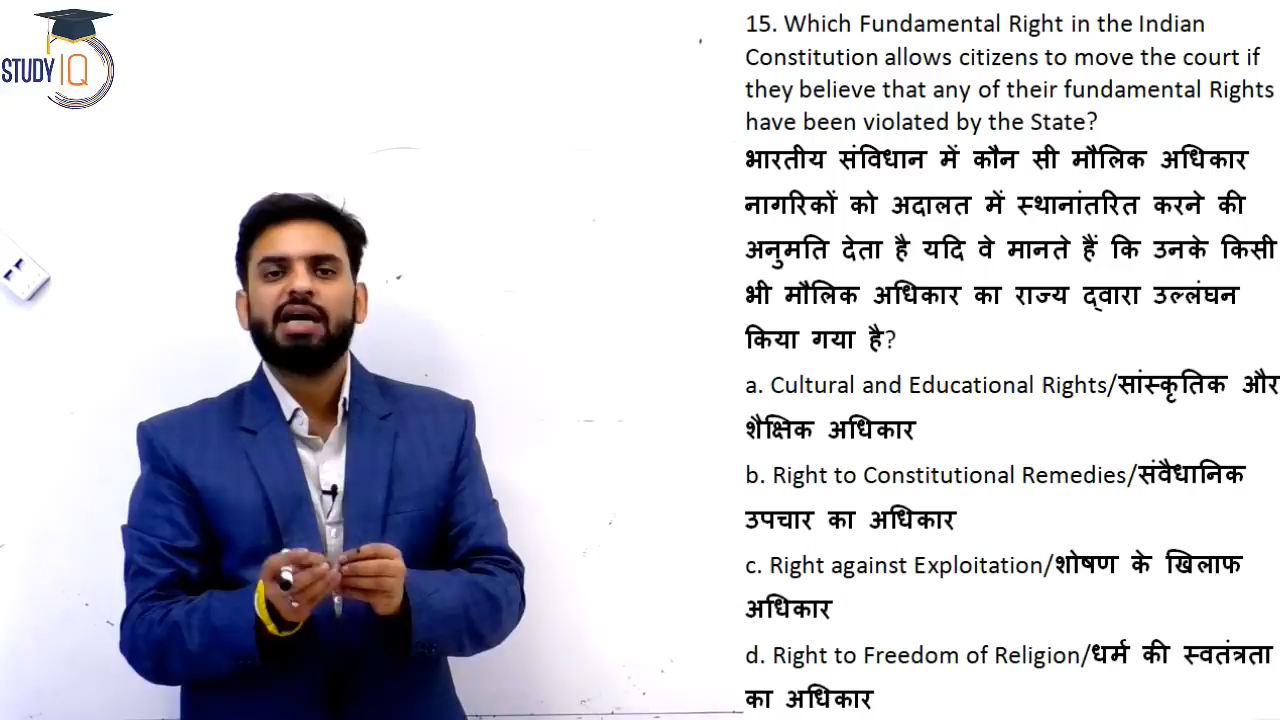 STUDY IQ
15. Which Fundamental Right in the Indian
Constitution allows citizens to move the court if
they believe that any of their fundamental Rights
have been violated by the State?
भारतीय संविधान में कौन सी मौलिक अधिकार
नागरिकों को अदालत में स्थानांतरित करने की
अनुमति देता है यदि वे मानते हैं कि उनके किसी
भी मौलिक अधिकार का राज्य द्वारा उल्लंघन
किया गया है?
a. Cultural and Educational Rights/सांस्कृतिक और
शैक्षिक अधिकार
b. Right to Constitutional Remedies/संवैधानिक
उपचार का अधिकार
c. Right against Exploitation/शोषण के खिलाफ
अधिकार
d. Right to Freedom of Religion/धर्म की स्वतंत्रता
का अधिकार